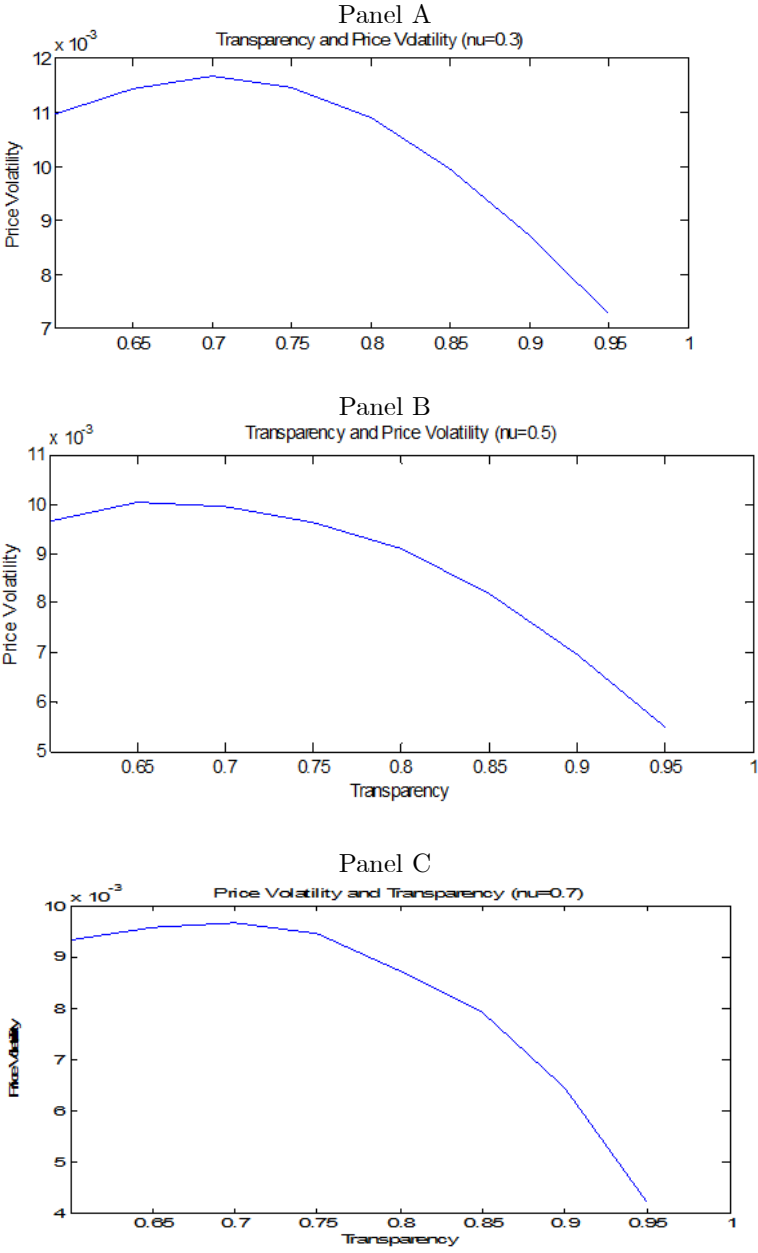 Panel A
Transparency and Price Volatility (nu=0.3)
x 10-3
12
11
10
9
8
7
Price Volatility
0.65 0.7 0.75 0.8 0.85 0.9 0.95 1
Panel B
Transparency and Price Volatility (nu=0.5)
x 10-3
11
10
9
8
7
6
5
Price Volatility
0.65 0.7 0.75 0.8 0.85 0.9 0.95 1
Transparency
Panel C
Price Volatility and Transparency (nu=0.7)
x 10-3
10
9
8
7
6
5
4
Price Volatility
0.65 0.7 0.75 0.8 0.85 0.9 0.95 1
Transparency